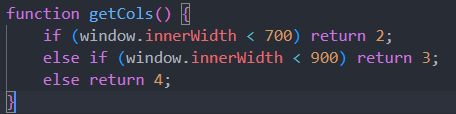 function getCols() {
    if (window.innerWidth < 700) return 2;
    else if (window.innerWidth < 900) return 3;
    else return 4;
}